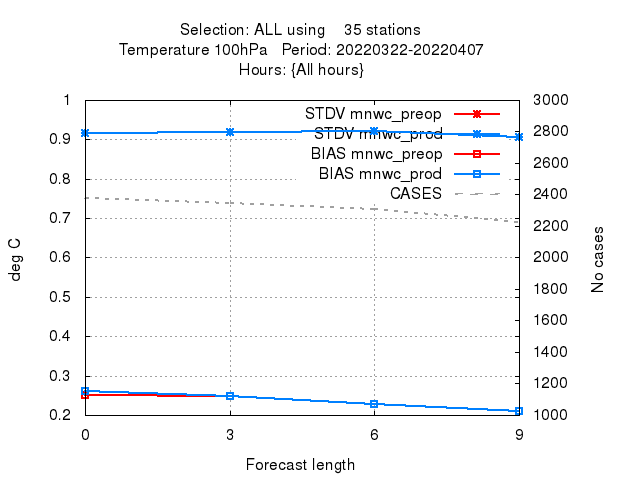 Selection: ALL using    35 stations
Temperature 100hPa   Period: 20220322-20220407
Hours: {All hours}
1
0.9
0.8
0.7
0.6
0.5
0.4
0.3
0.2
3000
2800
2600
2400
2200
2000
1800
1600
1400
1200
1000
STDV mnwc_preop
STDV mnwc_prod
BIAS mnwc_preop
BIAS mnwc_prod
CASES
deg C
No cases
0 3 6 9
Forecast length